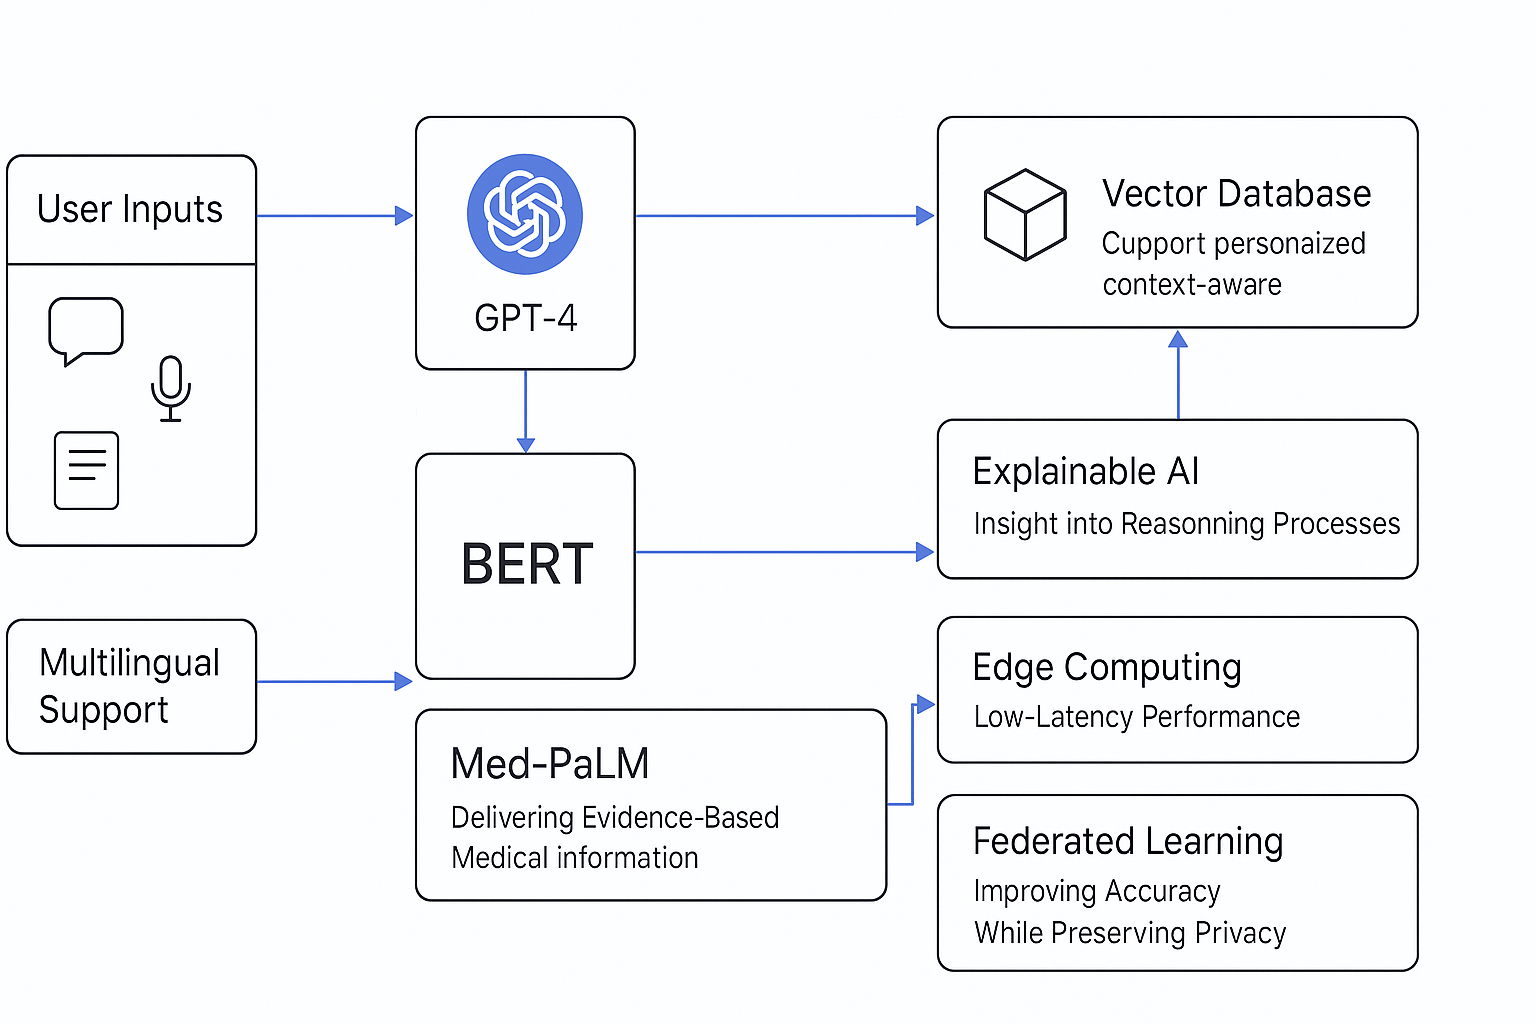 User Inputs
GPT-4
Vector Database
Cupport personaized
context-aware
BERT
Explainable AI
Insight into Reasonning Processes
Multilingual
Support
Med-PaLM
Delivering Evidence-Based
Medical information
Edge Computing
Low-Latency Performance
Federated Learning
Improving Accuracy
While Preserving Privacy